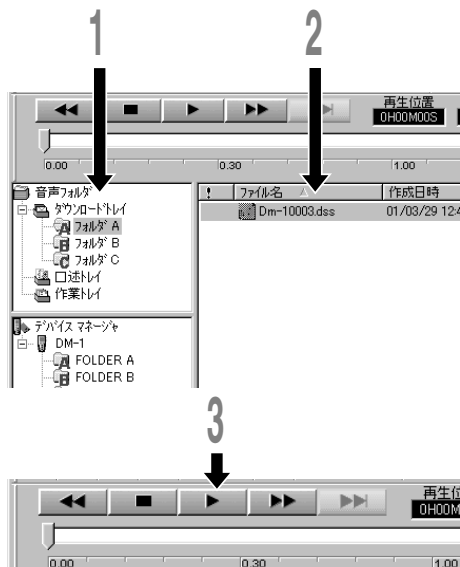 1
2
再生位置
0H00M00S
0.00 0.30 1.00
音声フォルダ
ダウンロードトレイ
フォルダ A
フォルダ B
フォルダ C
口述トレイ
作業トレイ
! ファイル名 作成日時
Dm-10003.dss 01/03/29 12:4
デバイス マネージャ
DM-1
FOLDER A
FOLDER B
3
再生位
0H00M
0.00 0.30 1.00